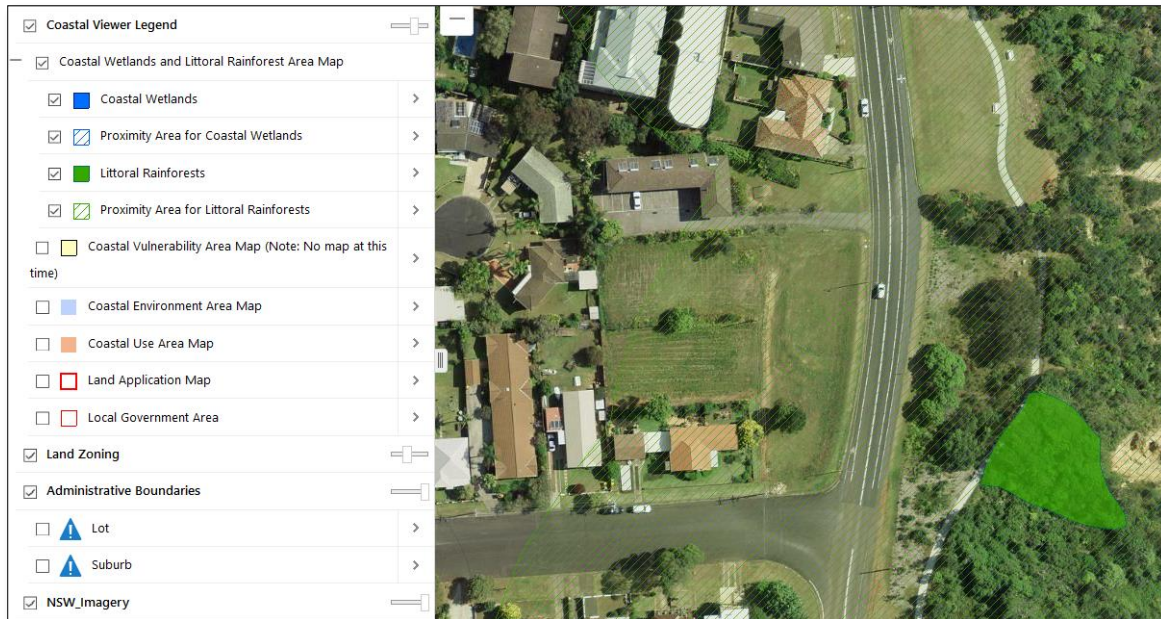 Coastal Viewer Legend
Coastal Wetlands and Littoral Rainforest Area Map
Coastal Wetlands
Proximity Area for Coastal Wetlands
Littoral Rainforests
Proximity Area for Littoral Rainforests
Coastal Vulnerability Area Map (Note: No map at this
time)
Coastal Environment Area Map
Coastal Use Area Map
Land Application Map
Local Government Area
Land Zoning
Administrative Boundaries
Lot
Suburb
NSW_Imagery